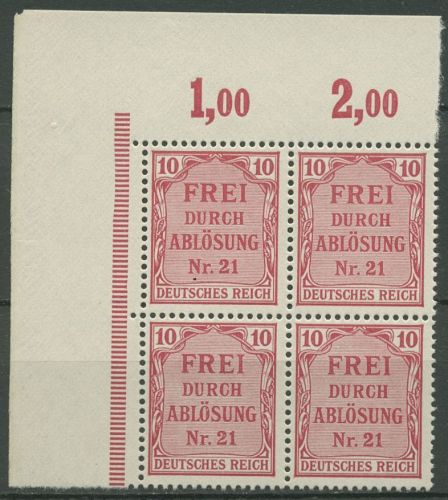 1,00 2,00
10 10 10 10
FREI FREI
DURCH DURCH
ABLÖSUNG ABLÖSUNG
Nr. 21 Nr. 21
DEUTSCHES REICH DEUTSCHES REICH
10 10 10 10
FREI FREI
DURCH DURCH
ABLÖSUNG ABLÖSUNG
Nr. 21 Nr. 21
DEUTSCHES REICH DEUTSCHES REICH